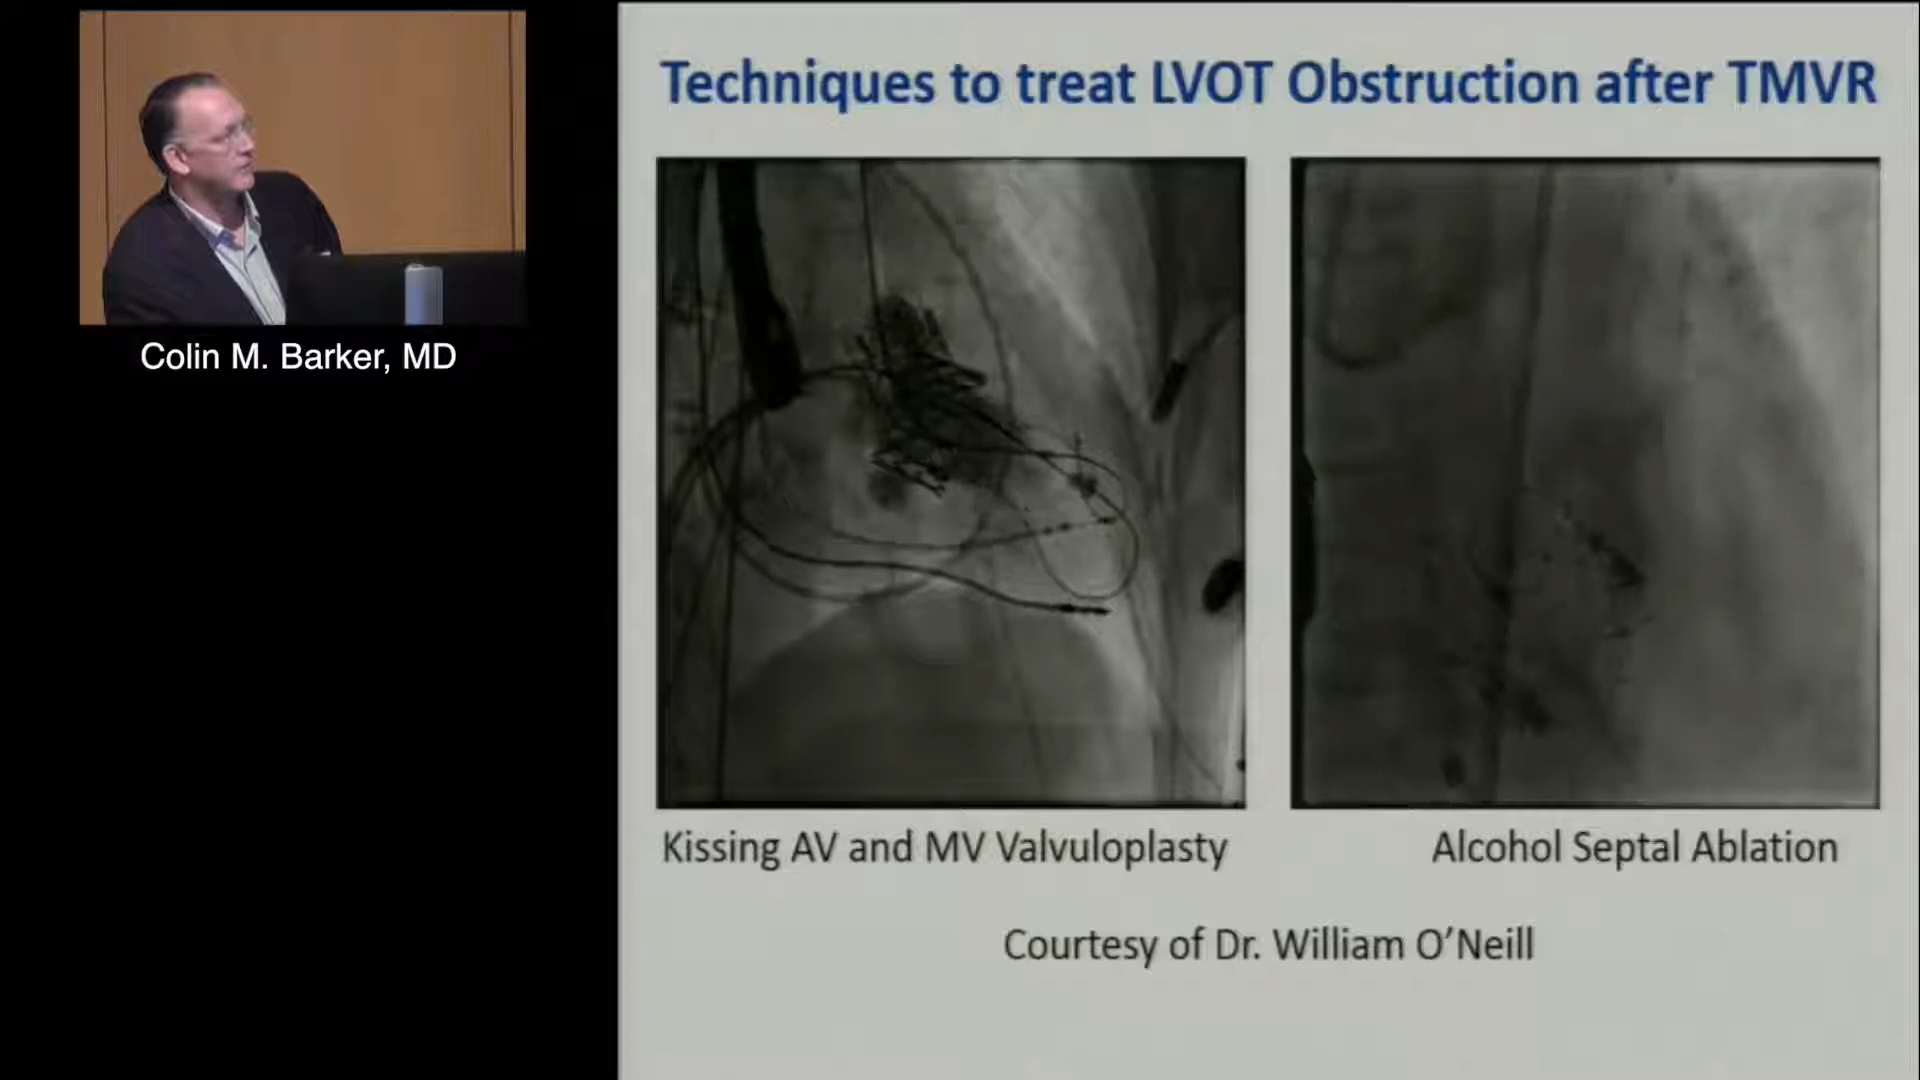 Colin M. Barker, MD
Techniques to treat LVOT Obstruction after TMVR
Kissing AV and MV Valvuloplasty
Alcohol Septal Ablation
Courtesy of Dr. William O’Neill